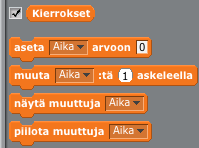 Kierrokset
aseta Aika arvoon 0
muuta Aika :tä 1 askeleella
näytä muuttuja Aika
piilota muuttuja Aika